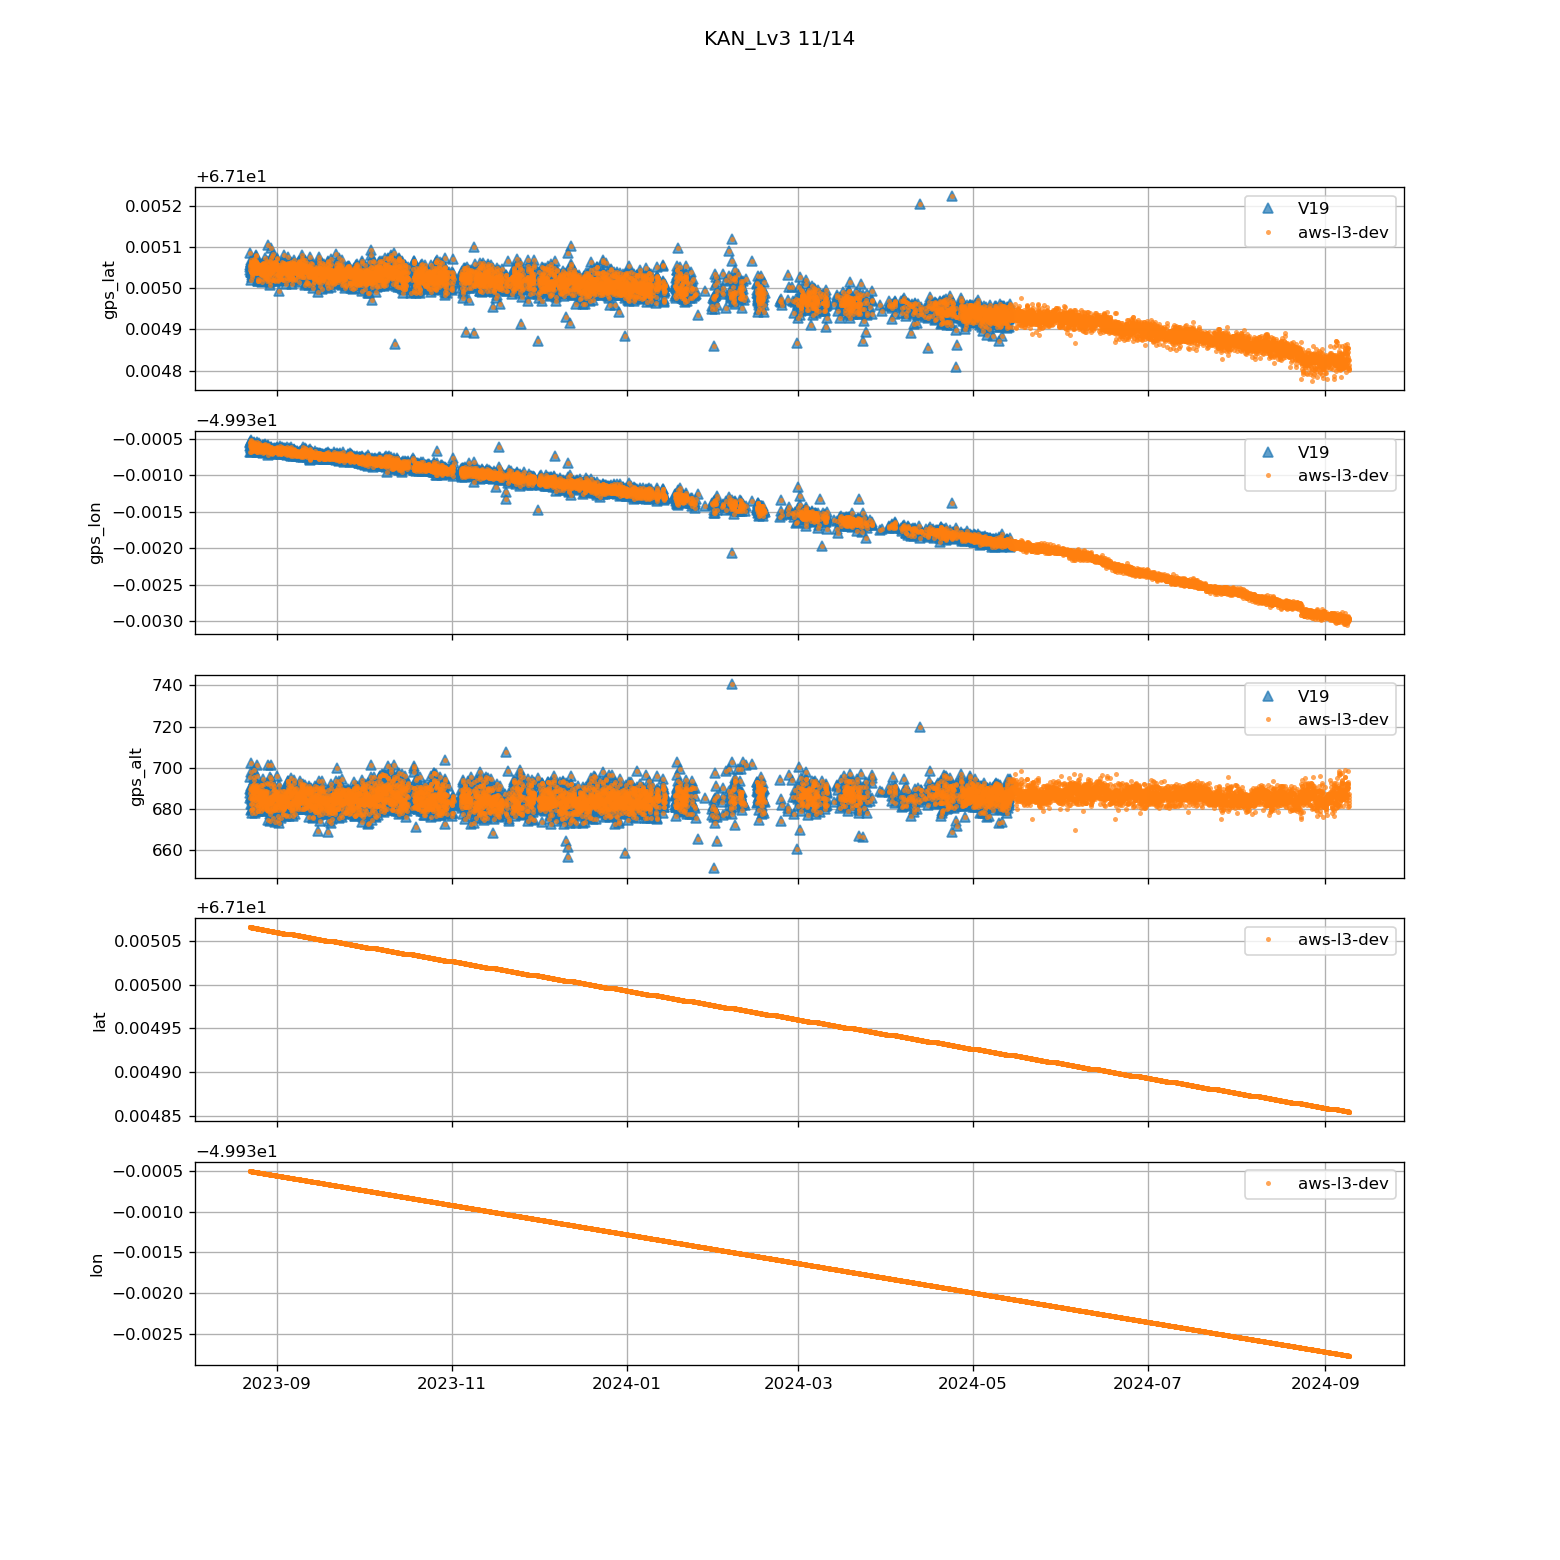 KAN_Lv3 11/14
+6.71e1
0.0052
0.0051
0.0050
0.0049
0.0048
gps_lat
V19
aws-l3-dev
−4.993e1
−0.0005
−0.0010
−0.0015
−0.0020
−0.0025
−0.0030
gps_lon
V19
aws-l3-dev
740
720
700
680
660
gps_alt
V19
aws-l3-dev
+6.71e1
0.00505
0.00500
0.00495
0.00490
0.00485
lat
aws-l3-dev
−4.993e1
−0.0005
−0.0010
−0.0015
−0.0020
−0.0025
lon
aws-l3-dev
2023-09 2023-11 2024-01 2024-03 2024-05 2024-07 2024-09